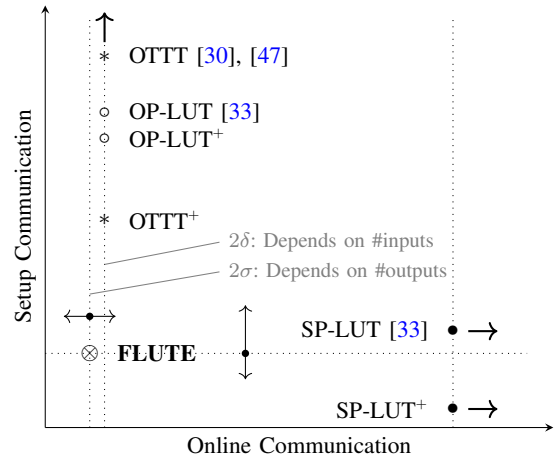 OTTT [30], [47]
OP-LUT [33]
OP-LUT⁺
OTTT⁺
2δ: Depends on #inputs
2σ: Depends on #outputs
SP-LUT [33]
FLUTE
SP-LUT⁺
Setup Communication
Online Communication